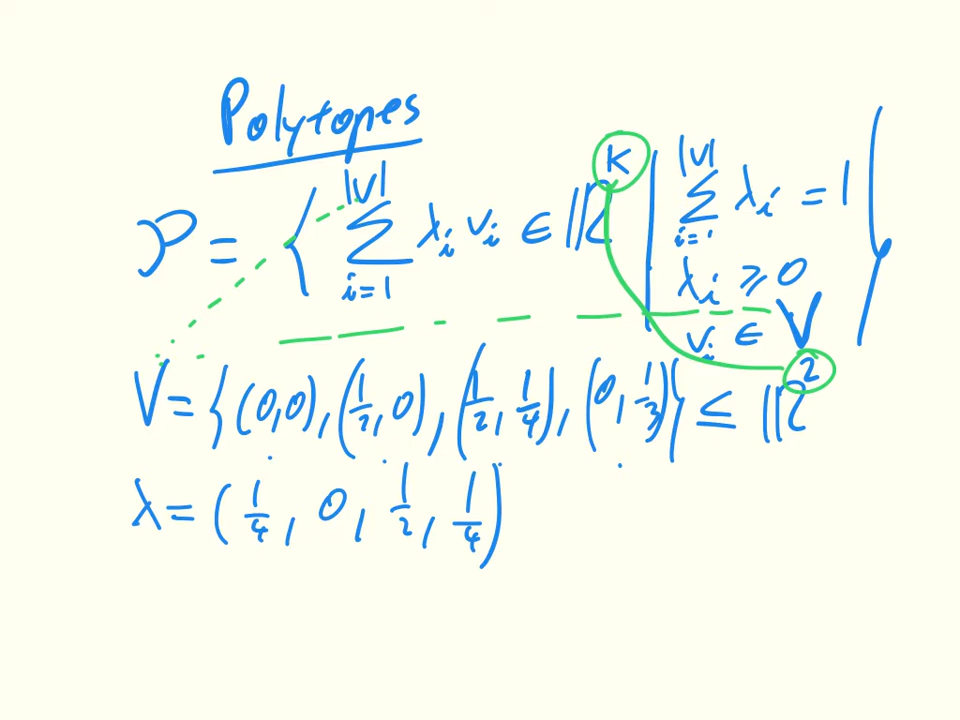 Polytopes
P = { ∑_{i=1}^{|V|} λ_i v_i ∈ ℝ^K | ∑_{i=1}^{|V|} λ_i = 1
λ_i ⩾ 0
v_i ∈ V }
V = { (0,0), (1/2, 0), (1/2, 1/4), (0, 1/3) } ⊆ ℝ^2
λ = (1/4, 0, 1/2, 1/4)